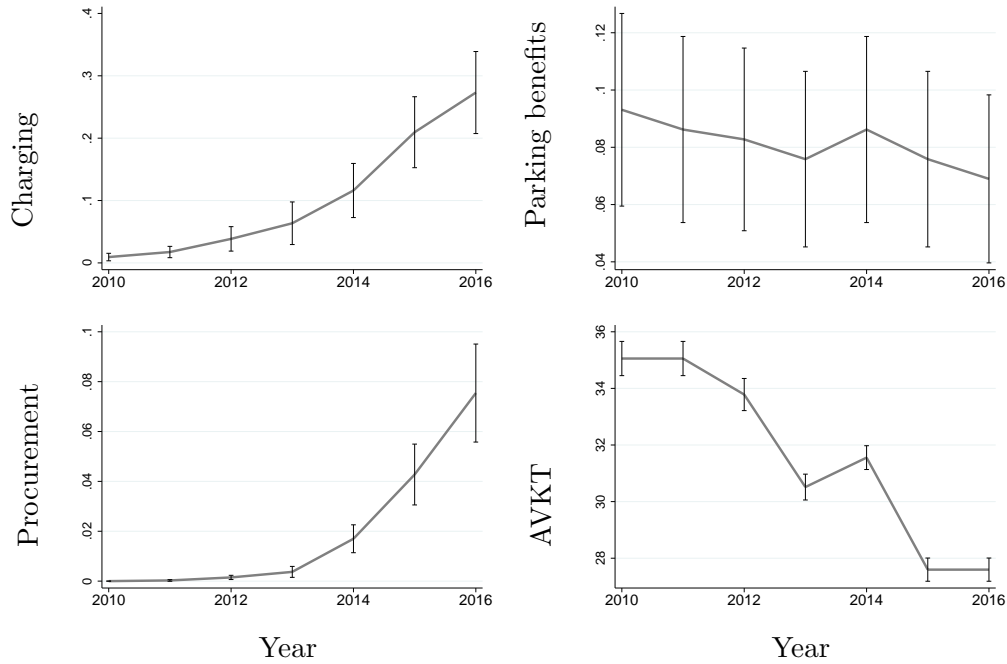 Charging
.4
.3
.2
.1
0
2010 2012 2014 2016
Parking benefits
.12
.1
.08
.06
.04
2010 2012 2014 2016
Procurement
.1
.08
.06
.04
.02
0
2010 2012 2014 2016
Year
AVKT
36
34
32
30
28
2010 2012 2014 2016
Year